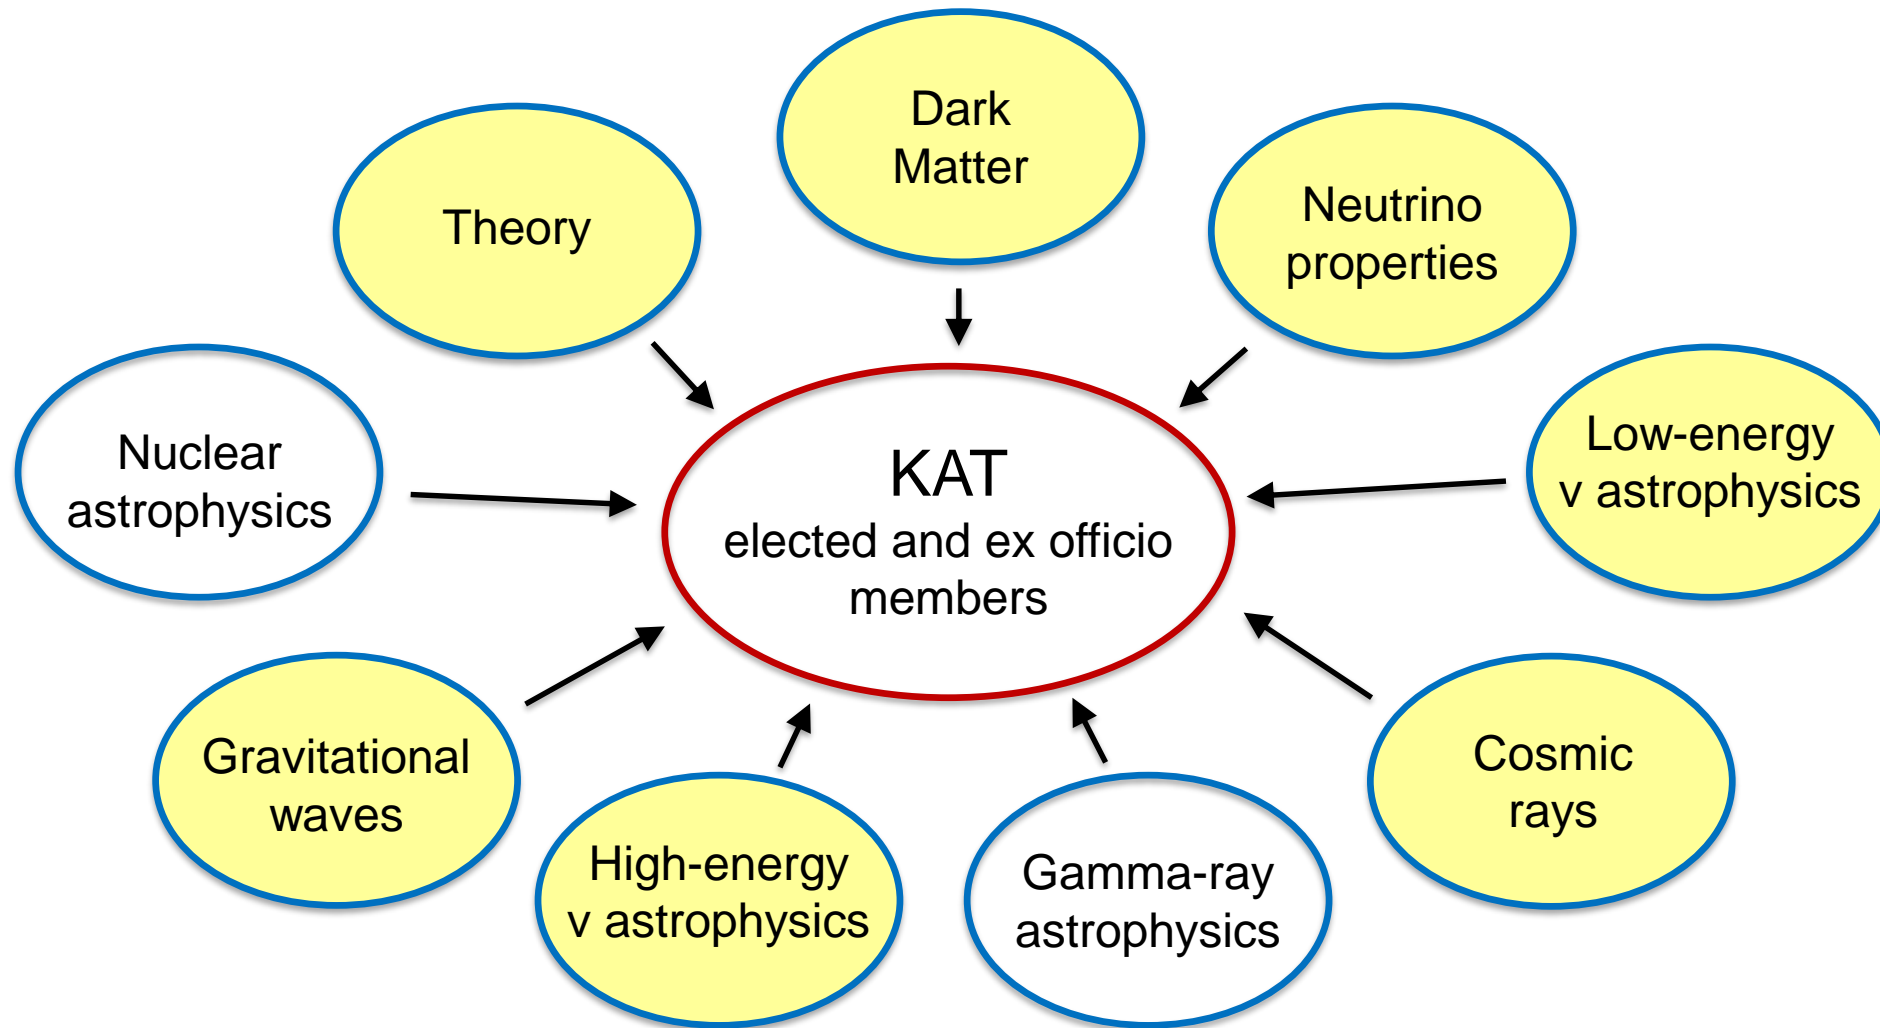 Dark
Matter
Theory
Neutrino
properties
Nuclear
astrophysics
KAT
elected and ex officio
members
Low-energy
ν astrophysics
Gravitational
waves
High-energy
ν astrophysics
Gamma-ray
astrophysics
Cosmic
rays